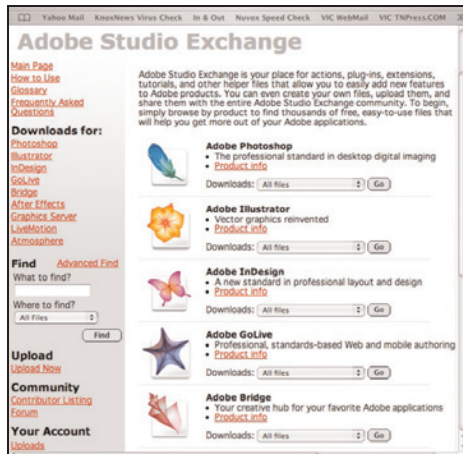 Yahoo Mail KnoxNews Virus Check In & Out Nuvox Speed Check VIC WebMail VIC TNPress.COM
Adobe Studio Exchange
Main Page
How to Use
Glossary
Frequently Asked
Questions
Downloads for:
Photoshop
Illustrator
InDesign
GoLive
Bridge
After Effects
Graphics Server
LiveMotion
Atmosphere
Find Advanced Find
What to find?
Where to find?
All Files
Find
Upload
Upload Now
Community
Contributor Listing
Forum
Your Account
Uploads
Adobe Studio Exchange is your place for actions, plug-ins, extensions,
tutorials, and other helper files that allow you to easily add new features
to Adobe products. You can even create your own files, upload them, and
share them with the entire Adobe Studio Exchange community. To begin,
simply browse by product to find thousands of free, easy-to-use files that
will help you get more out of your Adobe applications.
Adobe Photoshop
• The professional standard in desktop digital imaging
• Product info
Downloads: All files Go
Adobe Illustrator
• Vector graphics reinvented
• Product info
Downloads: All files Go
Adobe InDesign
• A new standard in professional layout and design
• Product info
Downloads: All files Go
Adobe GoLive
• Professional, standards-based Web and mobile authoring
• Product info
Downloads: All files Go
Adobe Bridge
• Your creative hub for your favorite Adobe applications
• Product info
Downloads: All files Go